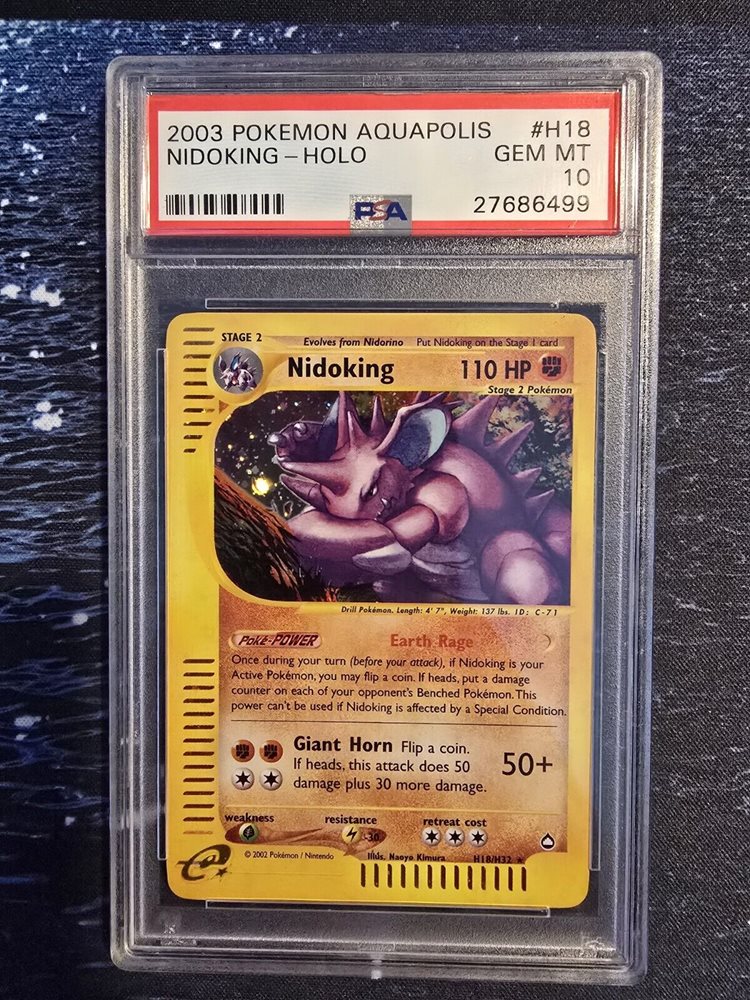 2003 POKEMON AQUAPOLIS #H18
NIDOKING - HOLO GEM MT
10
PSA 27686499
STAGE 2 Evolves from Nidorino Put Nidoking on the Stage 1 card
Nidoking 110 HP
Stage 2 Pokémon
Drill Pokémon. Length: 4' 7", Weight: 137 lbs. ID: C-71
Poké-POWER Earth Rage
Once during your turn (before your attack), if Nidoking is your
Active Pokémon, you may flip a coin. If heads, put a damage
counter on each of your opponent's Benched Pokémon. This
power can't be used if Nidoking is affected by a Special Condition.
Giant Horn Flip a coin.
If heads, this attack does 50 50+
damage plus 30 more damage.
weakness resistance retreat cost
-30
© 2002 Pokémon / Nintendo Illus. Naoyo Kimura H18/H32 ★
e